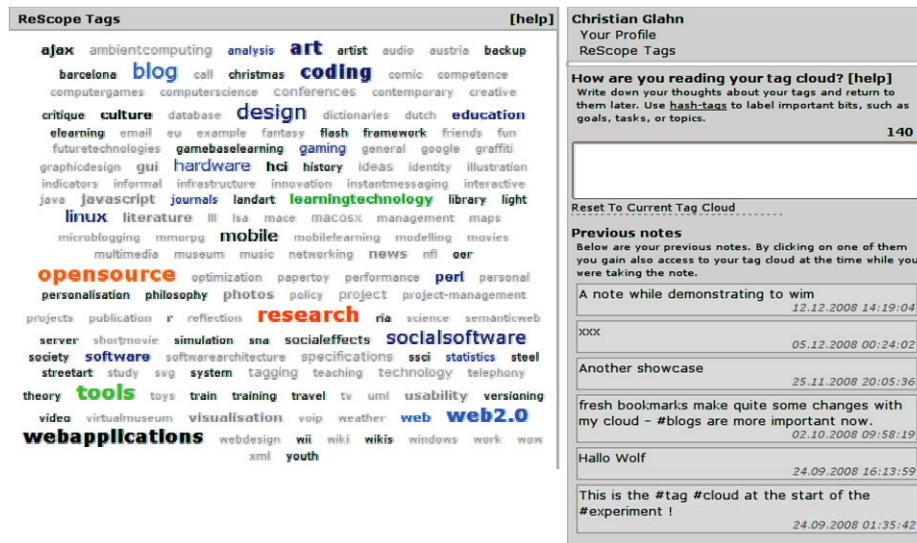 ReScope Tags [help]
ajax ambientcomputing analysis art artist audio austria backup
barcelona blog call christmas coding comic competence
computergames computerscience conferences contemporary creative
critique culture database design dictionaries dutch education
elearning email eu example fantasy flash framework friends fun
futuretechnologies gamebaselearning gaming general google graffiti
graphicdesign gui hardware hci history ideas identity illustration
indicators informal infrastructure innovation instantmessaging interactive
java javascript journals landart learningtechnology library light
linux literature lll lsa mace macosx management maps
microblogging mmorpg mobile mobilelearning modelling movies
multimedia museum music networking news nfl oer
opensource optimization papertoy performance perl personal
personalisation philosophy photos policy project project-management
projects publication r reflection research ria science semanticweb
server shortmovie simulation sna socialeffects socialsoftware
society software softwarearchitecture specifications ssci statistics steel
streetart study svg system tagging teaching technology telephony
theory tools toys train training travel tv uml usability versioning
video virtualmuseum visualisation voip weather web web2.0
webapplications webdesign wii wiki wikis windows work wow
xml youth
Christian Glahn
Your Profile
ReScope Tags
How are you reading your tag cloud? [help]
Write down your thoughts about your tags and return to
them later. Use hash-tags to label important bits, such as
goals, tasks, or topics.
140
Reset To Current Tag Cloud
Previous notes
Below are your previous notes. By clicking on one of them
you gain also access to your tag cloud at the time while you
were taking the note.
A note while demonstrating to wim
12.12.2008 14:19:04
xxx
05.12.2008 00:24:02
Another showcase
25.11.2008 20:05:36
fresh bookmarks make quite some changes with
my cloud - #blogs are more important now.
02.10.2008 09:58:19
Hallo Wolf
24.09.2008 16:13:59
This is the #tag #cloud at the start of the
#experiment !
24.09.2008 01:35:42